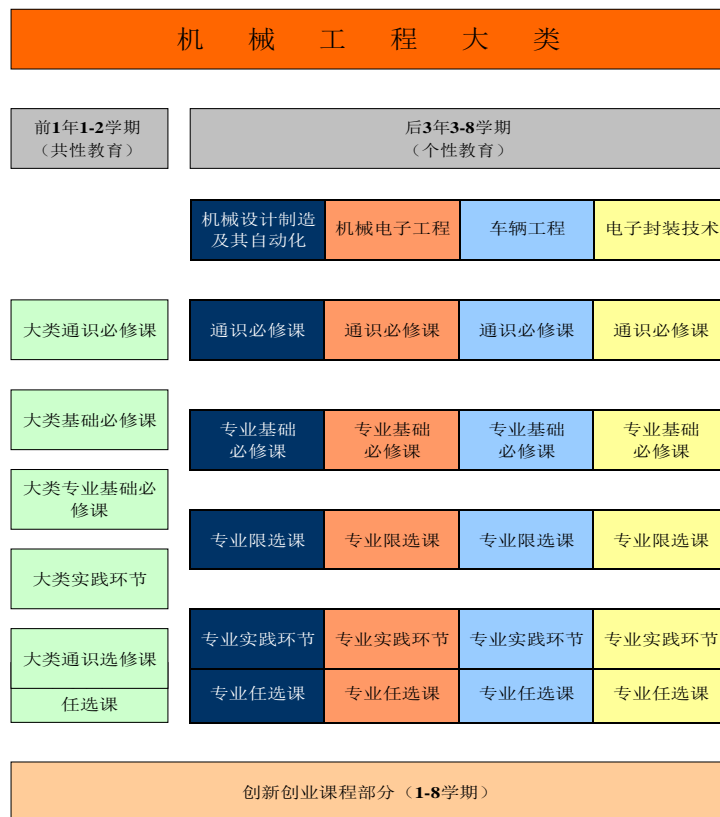 机 械 工 程 大 类
前1年1-2学期
（共性教育）
后3年3-8学期
（个性教育）
机械设计制造
及其自动化
机械电子工程
车辆工程
电子封装技术
大类通识必修课
通识必修课
通识必修课
通识必修课
通识必修课
大类基础必修课
专业基础
必修课
专业基础
必修课
专业基础
必修课
专业基础
必修课
大类专业基础必
修课
专业限选课
专业限选课
专业限选课
专业限选课
大类实践环节
大类通识选修课
专业实践环节
专业实践环节
专业实践环节
专业实践环节
任选课
专业任选课
专业任选课
专业任选课
专业任选课
创新创业课程部分（1-8学期）